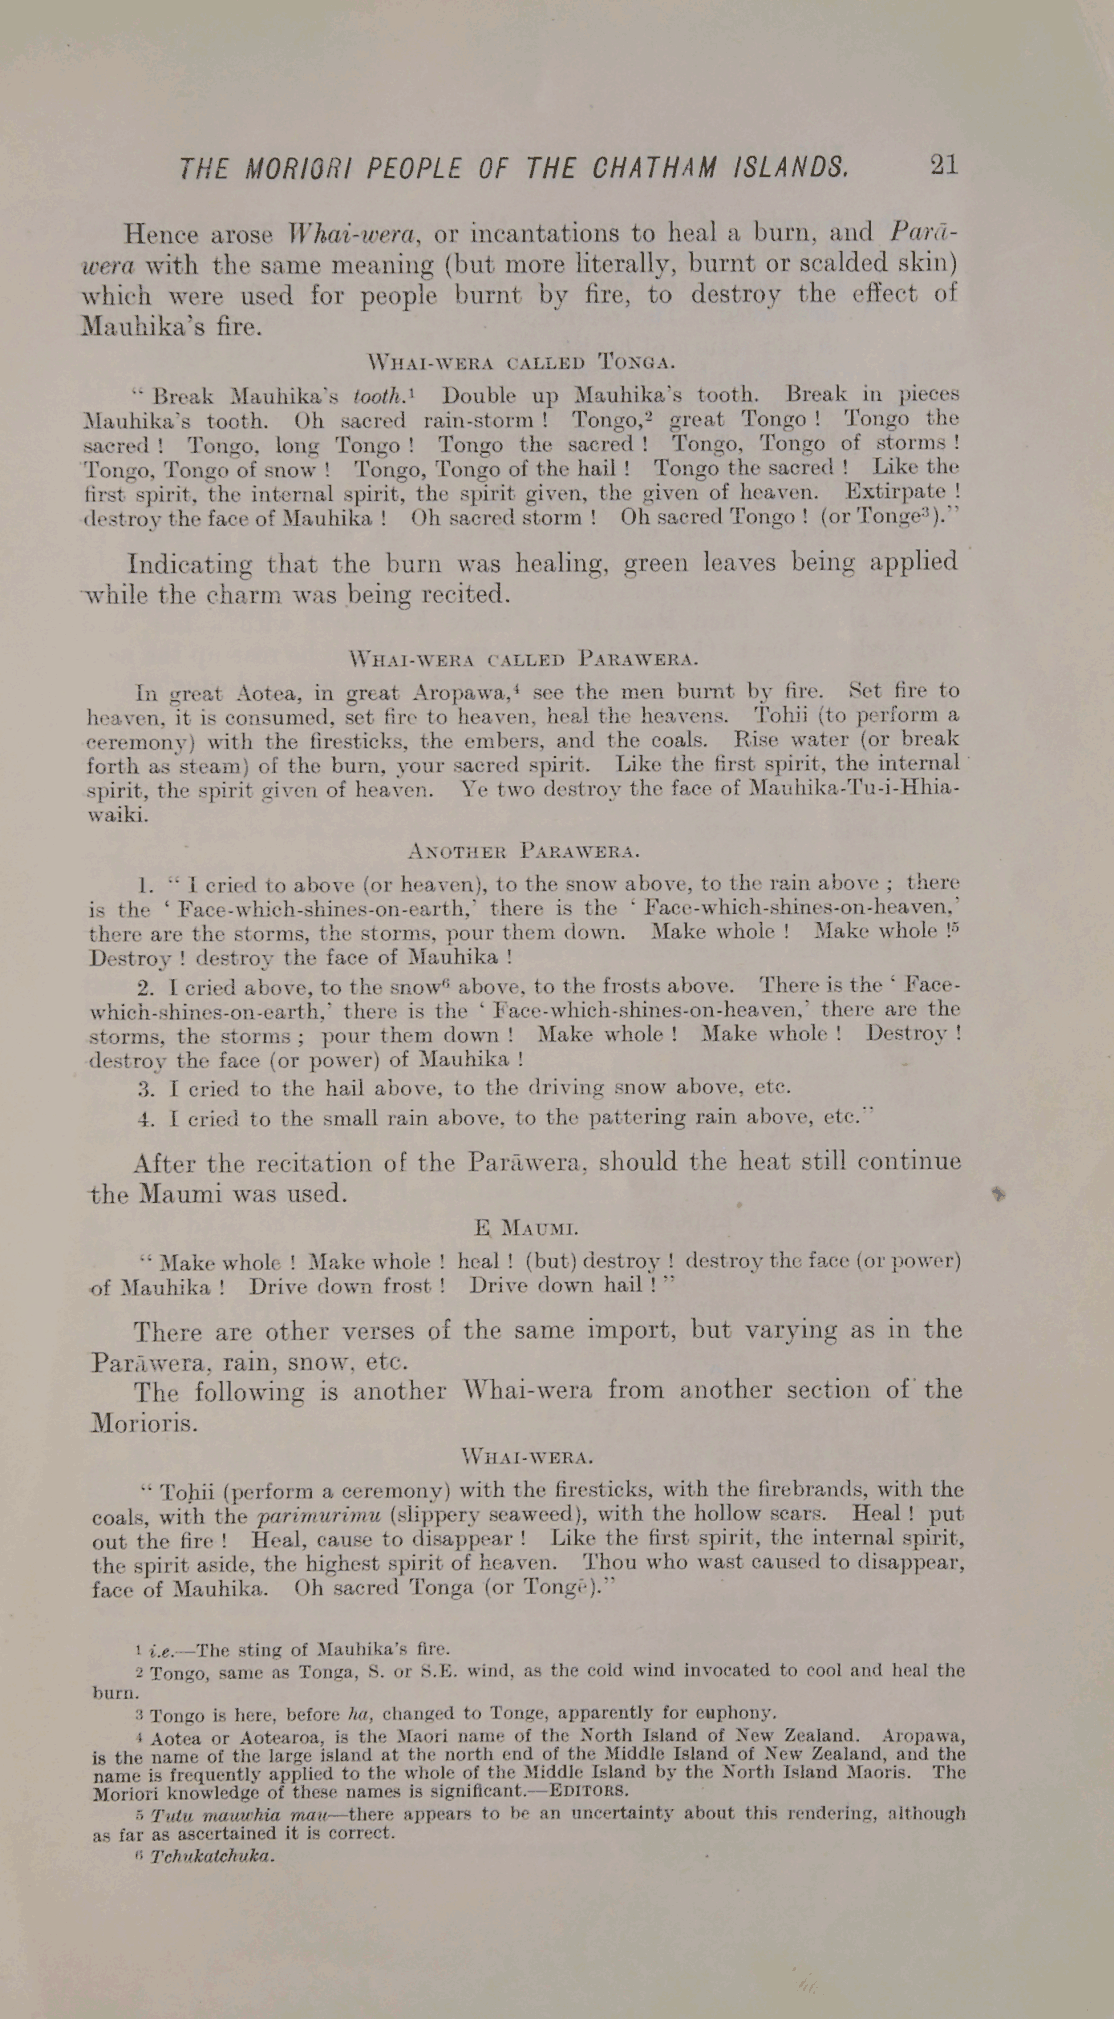 THE MORIORI PEOPLE OF THE CHATHAM ISLANDS. 21
Hence arose Whai-wera, or incantations to heal a burn, and Parā-
wera with the same meaning (but more literally, burnt or scalded skin)
which were used for people burnt by fire, to destroy the effect of
Mauhika's fire.
WHAI-WERA CALLED TONGA.
“ Break Mauhika's tooth.¹ Double up Mauhika's tooth. Break in pieces
Mauhika's tooth. Oh sacred rain-storm ! Tongo,² great Tongo ! Tongo the
sacred ! Tongo, long Tongo ! Tongo the sacred ! Tongo, Tongo of storms !
Tongo, Tongo of snow ! Tongo, Tongo of the hail ! Tongo the sacred ! Like the
first spirit, the internal spirit, the spirit given, the given of heaven. Extirpate !
destroy the face of Mauhika ! Oh sacred storm ! Oh sacred Tongo ! (or Tonge³).”
Indicating that the burn was healing, green leaves being applied
while the charm was being recited.
WHAI-WERA CALLED PARAWERA.
In great Aotea, in great Aropawa,⁴ see the men burnt by fire. Set fire to
heaven, it is consumed, set fire to heaven, heal the heavens. Tohii (to perform a
ceremony) with the firesticks, the embers, and the coals. Rise water (or break
forth as steam) of the burn, your sacred spirit. Like the first spirit, the internal
spirit, the spirit given of heaven. Ye two destroy the face of Mauhika-Tu-i-Hhia-
waiki.
ANOTHER PARAWERA.
1. “ I cried to above (or heaven), to the snow above, to the rain above ; there
is the ‘ Face-which-shines-on-earth,’ there is the ‘ Face-which-shines-on-heaven,’
there are the storms, the storms, pour them down. Make whole ! Make whole !⁵
Destroy ! destroy the face of Mauhika !
2. I cried above, to the snow⁶ above, to the frosts above. There is the ‘ Face-
which-shines-on-earth,’ there is the ‘ Face-which-shines-on-heaven,’ there are the
storms, the storms ; pour them down ! Make whole ! Make whole ! Destroy !
destroy the face (or power) of Mauhika !
3. I cried to the hail above, to the driving snow above, etc.
4. I cried to the small rain above, to the pattering rain above, etc.”
After the recitation of the Parāwera, should the heat still continue
the Maumi was used.
E MAUMI.
“ Make whole ! Make whole ! heal ! (but) destroy ! destroy the face (or power)
of Mauhika ! Drive down frost ! Drive down hail ! ”
There are other verses of the same import, but varying as in the
Parāwera, rain, snow, etc.
The following is another Whai-wera from another section of the
Morioris.
WHAI-WERA.
“ Tohii (perform a ceremony) with the firesticks, with the firebrands, with the
coals, with the parimurimu (slippery seaweed), with the hollow scars. Heal ! put
out the fire ! Heal, cause to disappear ! Like the first spirit, the internal spirit,
the spirit aside, the highest spirit of heaven. Thou who wast caused to disappear,
face of Mauhika. Oh sacred Tonga (or Tongē).”
1 i.e.—The sting of Mauhika's fire.
2 Tongo, same as Tonga, S. or S.E. wind, as the cold wind invocated to cool and heal the
burn.
3 Tongo is here, before ha, changed to Tonge, apparently for euphony.
4 Aotea or Aotearoa, is the Maori name of the North Island of New Zealand. Aropawa,
is the name of the large island at the north end of the Middle Island of New Zealand, and the
name is frequently applied to the whole of the Middle Island by the North Island Maoris. The
Moriori knowledge of these names is significant.—EDITORS.
5 Tutu mauwhia mau—there appears to be an uncertainty about this rendering, although
as far as ascertained it is correct.
6 Tchukatchuka.